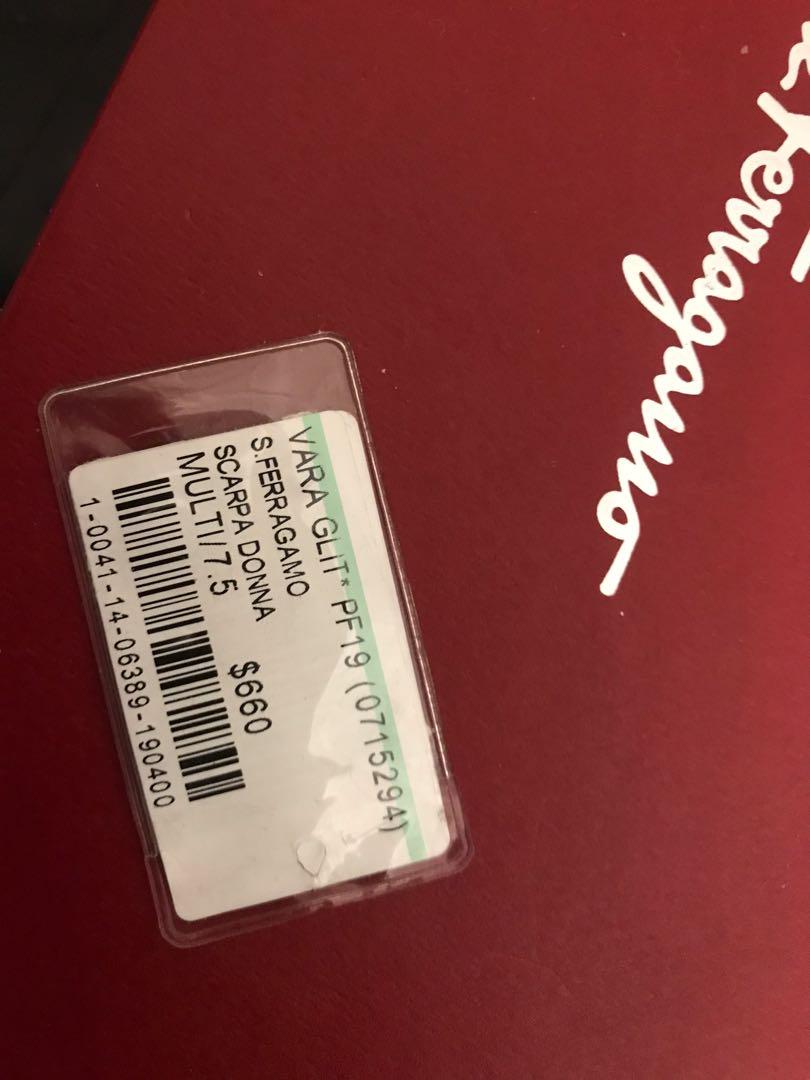 Ferragamo
VARA GLIT* PF19 (0715294)
S.FERRAGAMO
SCARPA DONNA
MULTI/7.5 $660
1-0041-14-06389-190400